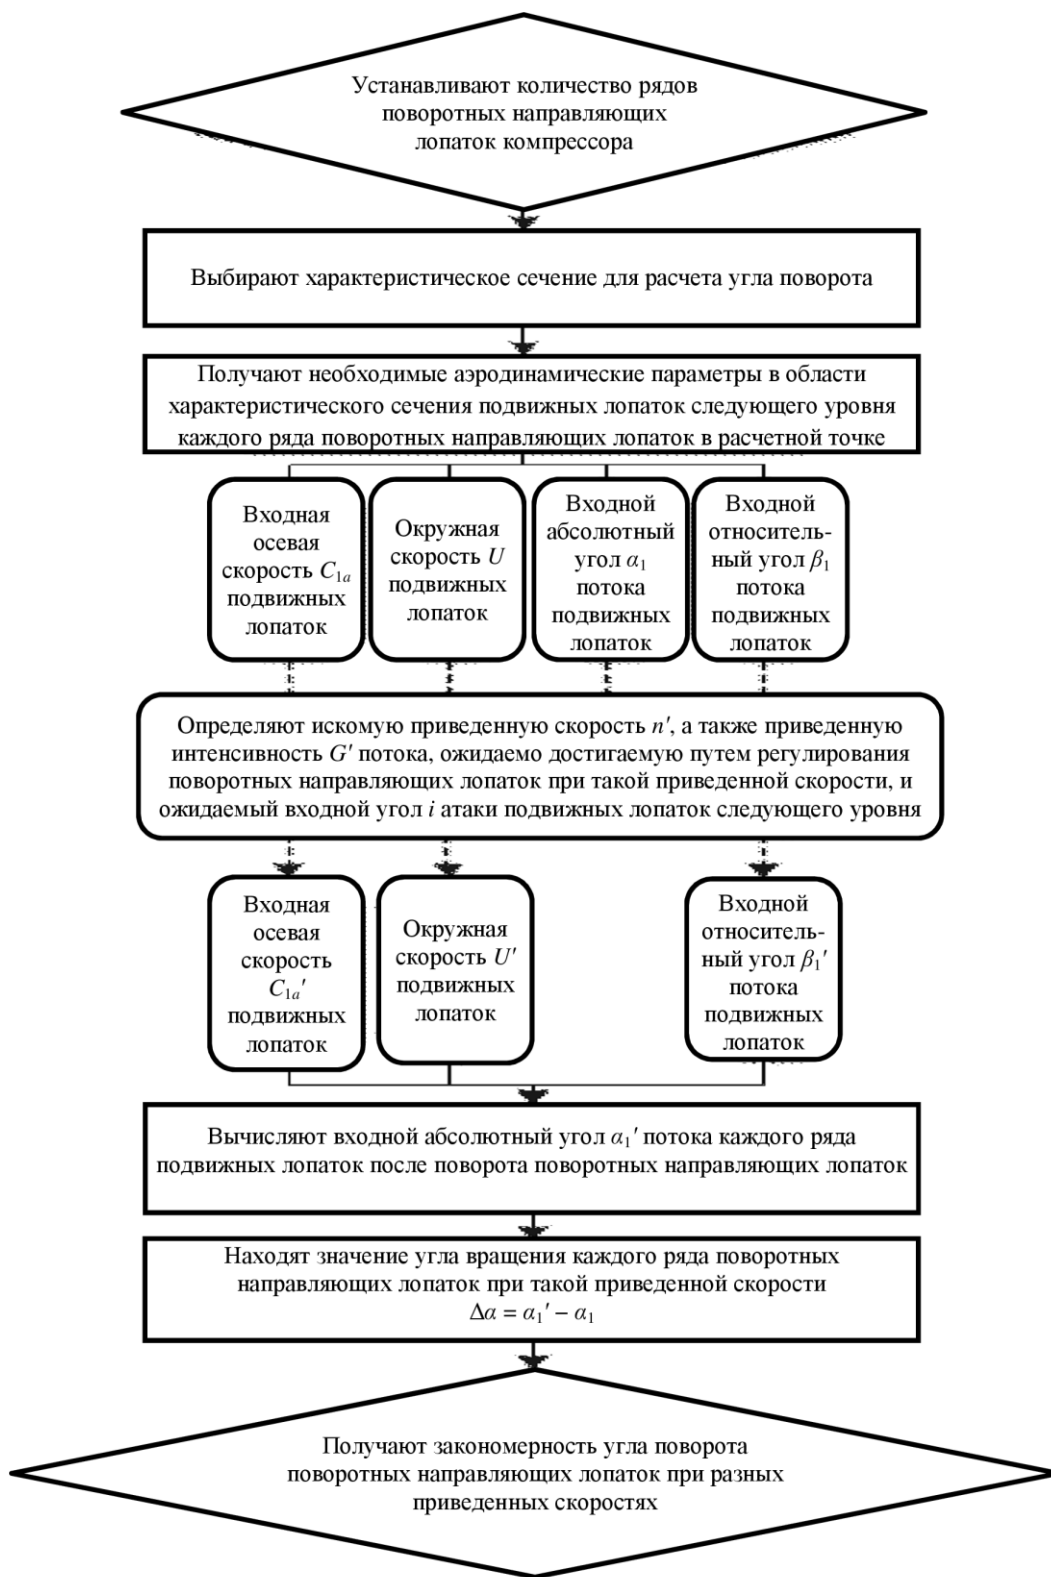 Устанавливают количество рядов
поворотных направляющих
лопаток компрессора
Выбирают характеристическое сечение для расчета угла поворота
Получают необходимые аэродинамические параметры в области
характеристического сечения подвижных лопаток следующего уровня
каждого ряда поворотных направляющих лопаток в расчетной точке
Входная
осевая
скорость C₁ₐ
подвижных
лопаток
Окружная
скорость U
подвижных
лопаток
Входной
абсолютный
угол α₁
потока
подвижных
лопаток
Входной
относитель-
ный угол β₁
потока
подвижных
лопаток
Определяют искомую приведенную скорость n′, а также приведенную
интенсивность G′ потока, ожидаемо достигаемую путем регулирования
поворотных направляющих лопаток при такой приведенной скорости, и
ожидаемый входной угол i атаки подвижных лопаток следующего уровня
Входная
осевая
скорость
C₁ₐ′
подвижных
лопаток
Окружная
скорость U′
подвижных
лопаток
Входной
относитель-
ный угол β₁′
потока
подвижных
лопаток
Вычисляют входной абсолютный угол α₁′ потока каждого ряда
подвижных лопаток после поворота поворотных направляющих лопаток
Находят значение угла вращения каждого ряда поворотных
направляющих лопаток при такой приведенной скорости
Δα = α₁′ − α₁
Получают закономерность угла поворота
поворотных направляющих лопаток при разных
приведенных скоростях